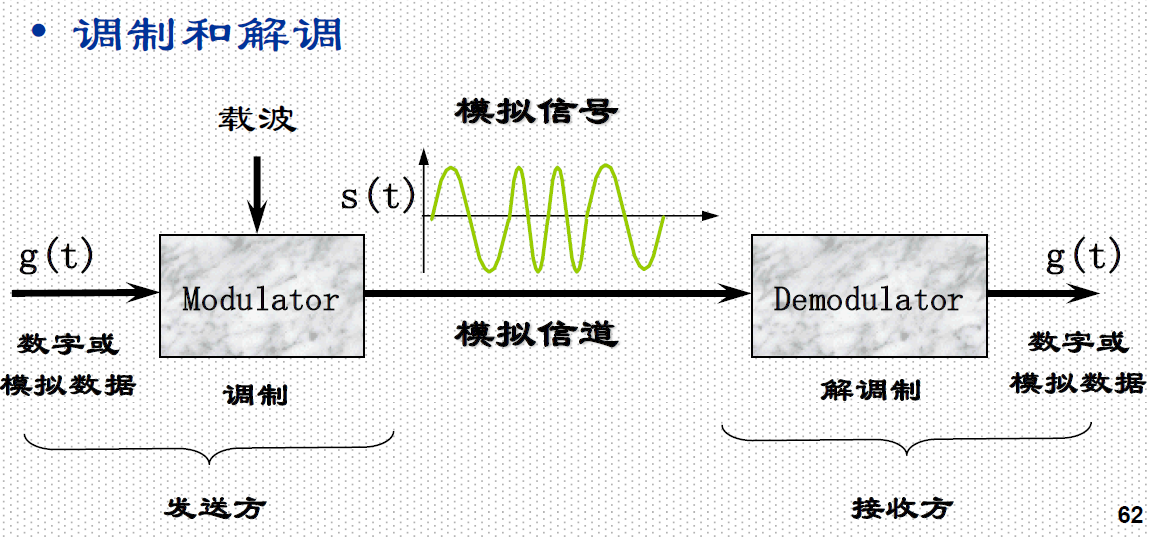 • 调制和解调
载波
模拟信号
s(t)
g(t)
g(t)
Modulator
Demodulator
数字或
模拟数据
模拟信道
数字或
模拟数据
调制
解调制
发送方
接收方
62